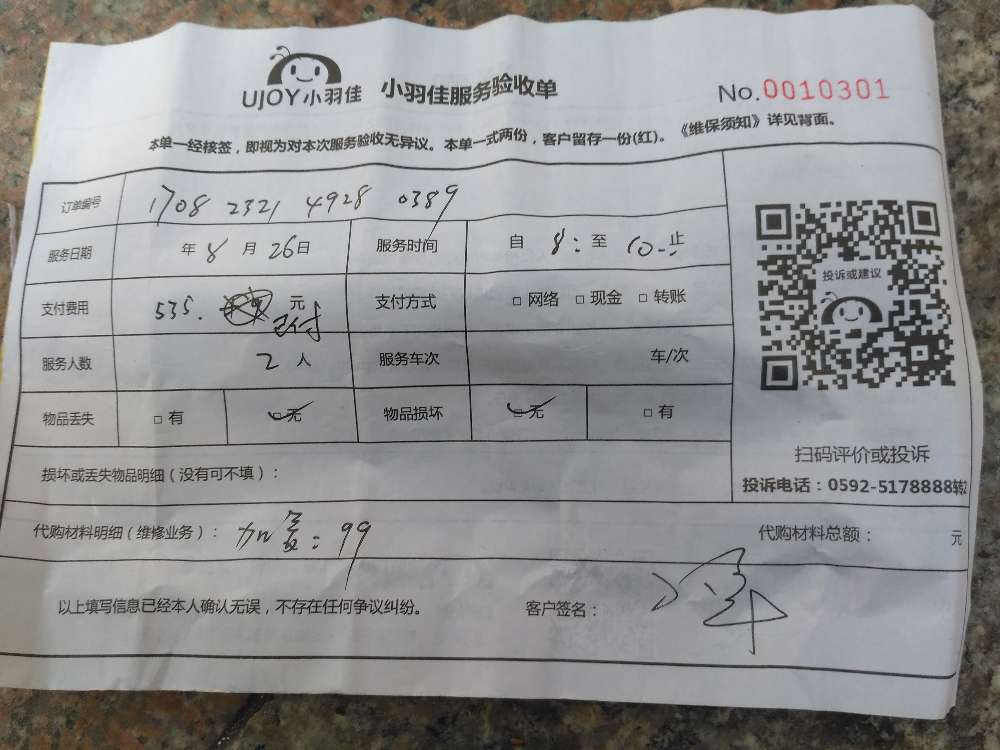 UJOY小羽佳 小羽佳服务验收单 No.0010301
本单一经核签，即视为对本次服务验收无异议。本单一式两份，客户留存一份(红)。《维保须知》详见背面。
订单编号 1708 2321 4928 0389
服务日期 年 8 月 26 日 服务时间 自 8: 至 10: 止
投诉或建议
支付费用 535. 元 已付 支付方式 □ 网络 □ 现金 □ 转账
服务人数 2 人 服务车次 车/次
物品丢失 □ 有 □ 无 物品损坏 □ 无 □ 有
扫码评价或投诉
损坏或丢失物品明细（没有可不填）：
投诉电话：0592-5178888转2
代购材料明细（维修业务）： 加氢：99 代购材料总额： 元
以上填写信息已经本人确认无误，不存在任何争议纠纷。 客户签名：